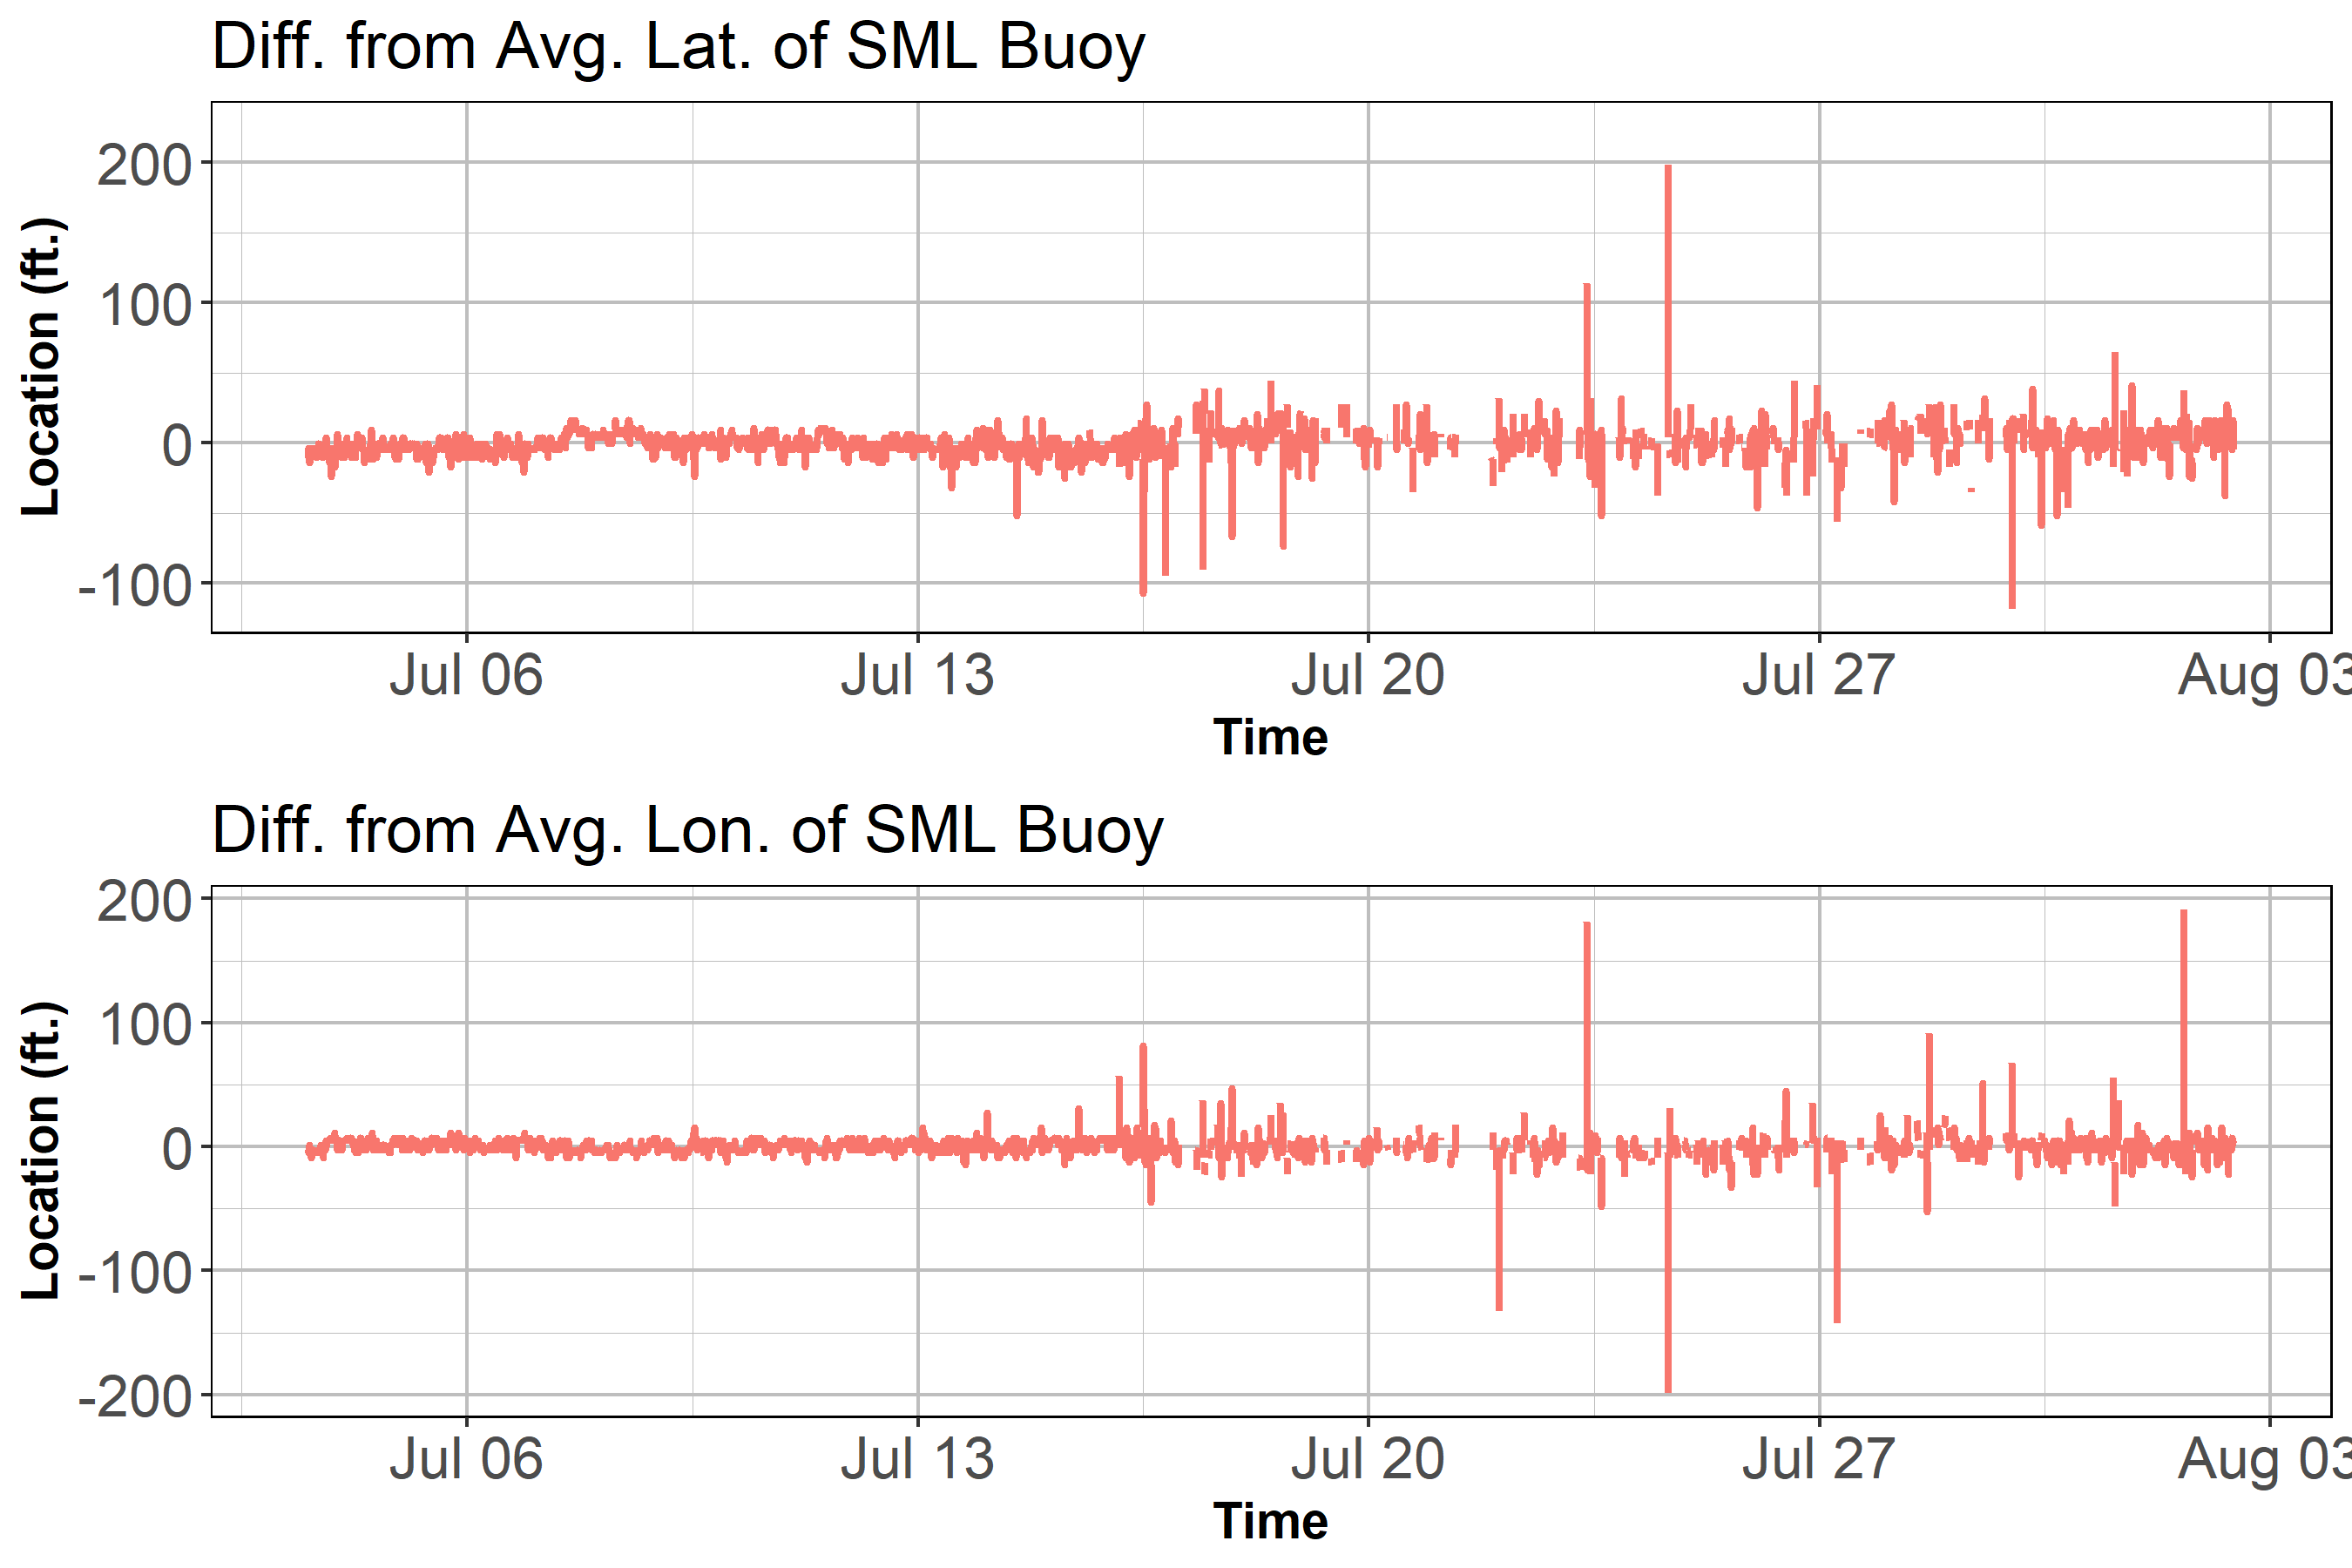 Diff. from Avg. Lat. of SML Buoy
Location (ft.)
200
100
0
-100
Jul 06 Jul 13 Jul 20 Jul 27 Aug 03
Time
Diff. from Avg. Lon. of SML Buoy
Location (ft.)
200
100
0
-100
-200
Jul 06 Jul 13 Jul 20 Jul 27 Aug 03
Time